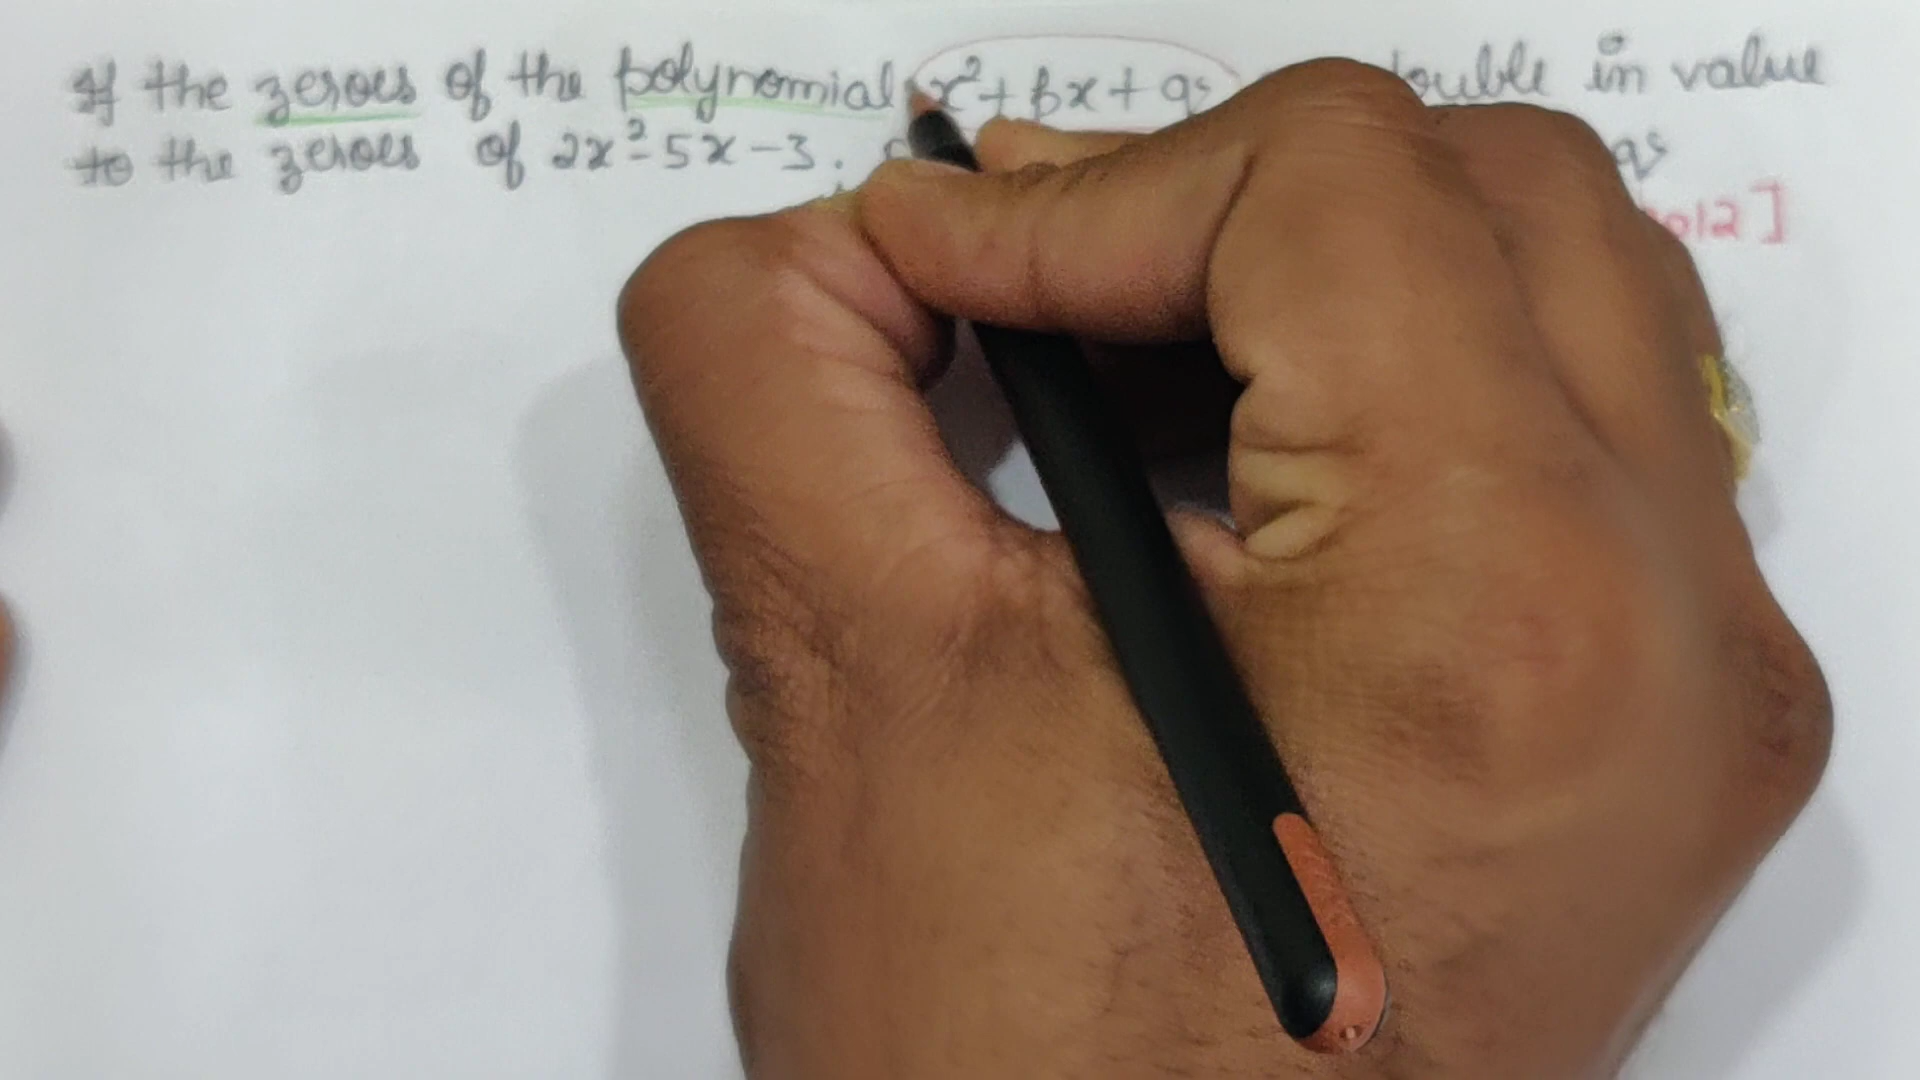 If the zeroes of the polynomial x²+px+q double in value
to the zeroes of 2x²-5x-3. q
2012]